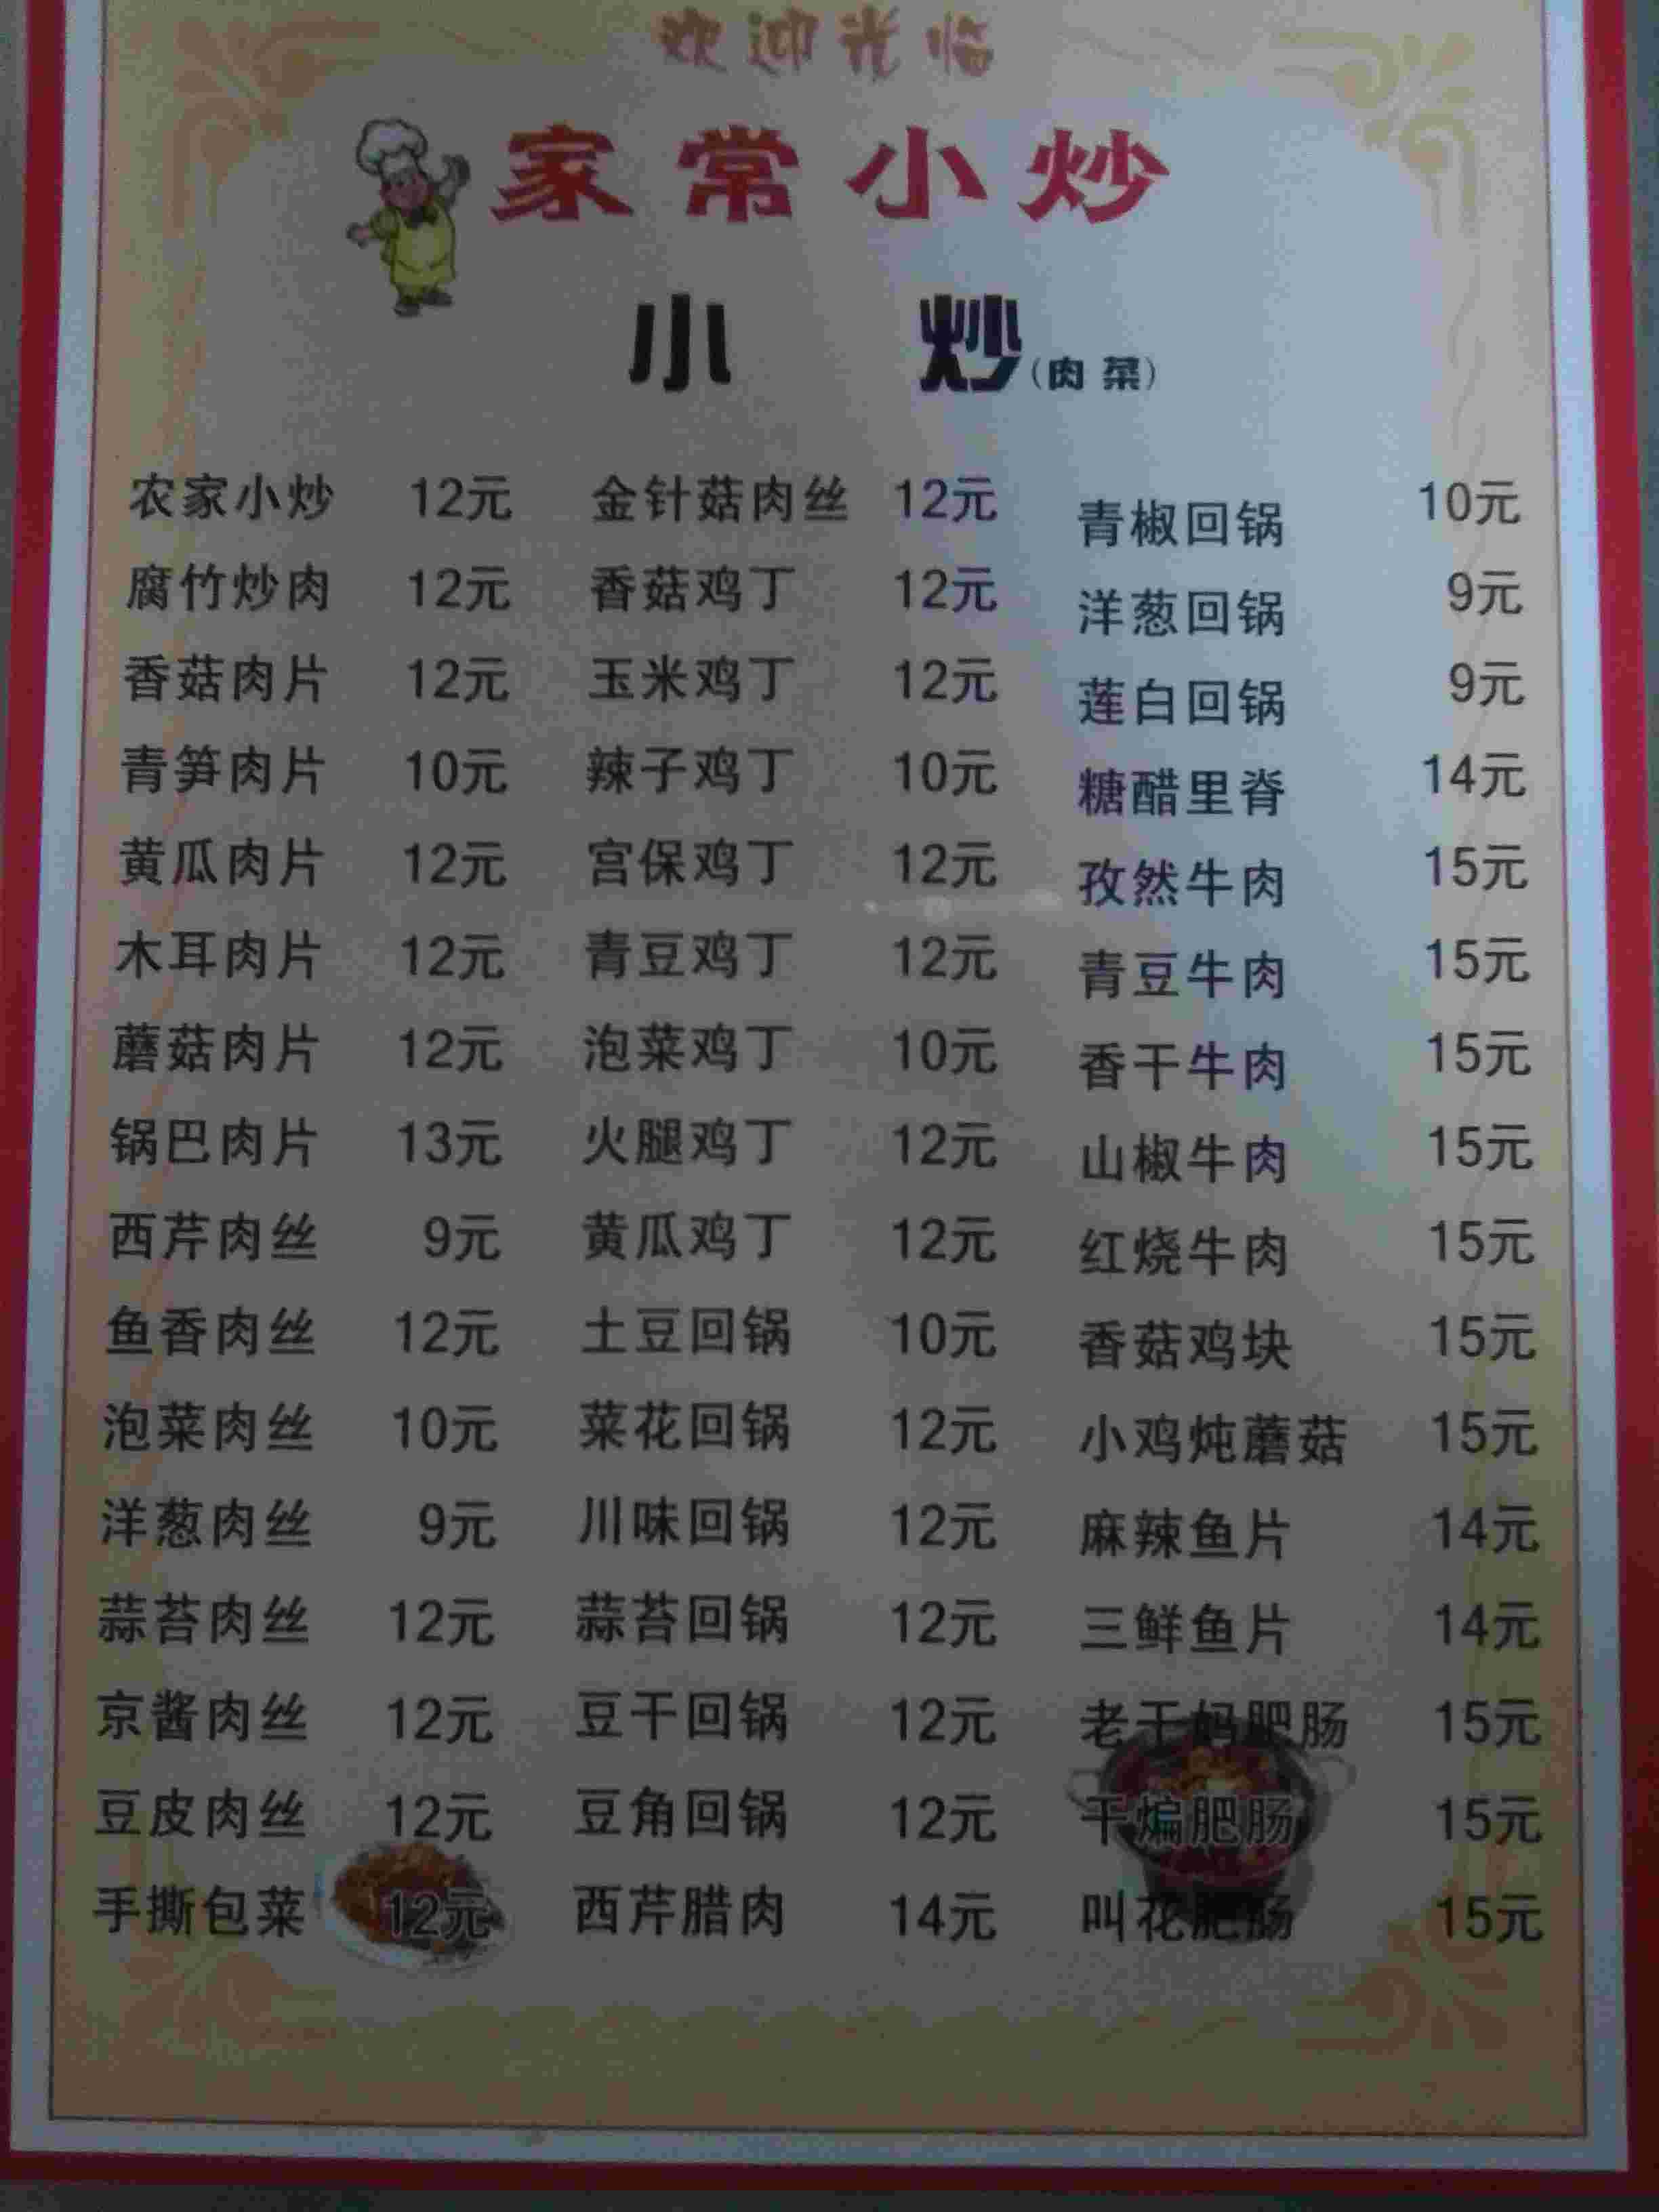 欢迎光临
家常小炒
小炒(肉菜)
农家小炒 12元 金针菇肉丝 12元 青椒回锅 10元
腐竹炒肉 12元 香菇鸡丁 12元 洋葱回锅 9元
香菇肉片 12元 玉米鸡丁 12元 莲白回锅 9元
青笋肉片 10元 辣子鸡丁 10元 糖醋里脊 14元
黄瓜肉片 12元 宫保鸡丁 12元 孜然牛肉 15元
木耳肉片 12元 青豆鸡丁 12元 青豆牛肉 15元
蘑菇肉片 12元 泡菜鸡丁 10元 香干牛肉 15元
锅巴肉片 13元 火腿鸡丁 12元 山椒牛肉 15元
西芹肉丝 9元 黄瓜鸡丁 12元 红烧牛肉 15元
鱼香肉丝 12元 土豆回锅 10元 香菇鸡块 15元
泡菜肉丝 10元 菜花回锅 12元 小鸡炖蘑菇 15元
洋葱肉丝 9元 川味回锅 12元 麻辣鱼片 14元
蒜苔肉丝 12元 蒜苔回锅 12元 三鲜鱼片 14元
京酱肉丝 12元 豆干回锅 12元 老干妈肥肠 15元
豆皮肉丝 12元 豆角回锅 12元 干煸肥肠 15元
手撕包菜 12元 西芹腊肉 14元 叫花肥肠 15元